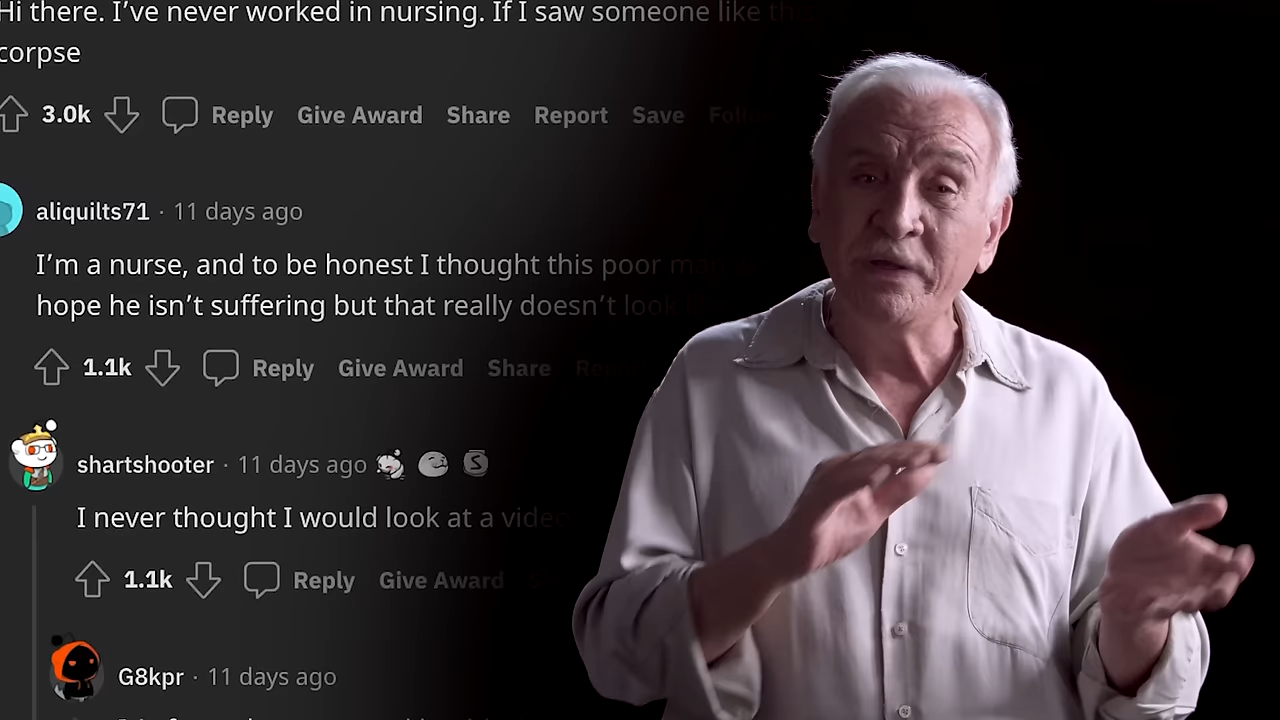 Hi there. I’ve never worked in nursing. If I saw someone like
corpse
3.0k Reply Give Award Share Report Save
aliquilts71 · 11 days ago
I’m a nurse, and to be honest I thought this poor man
hope he isn’t suffering but that really doesn’t look
1.1k Reply Give Award Share
shartshooter · 11 days ago
I never thought I would look at a video
1.1k Reply Give Award
G8kpr · 11 days ago